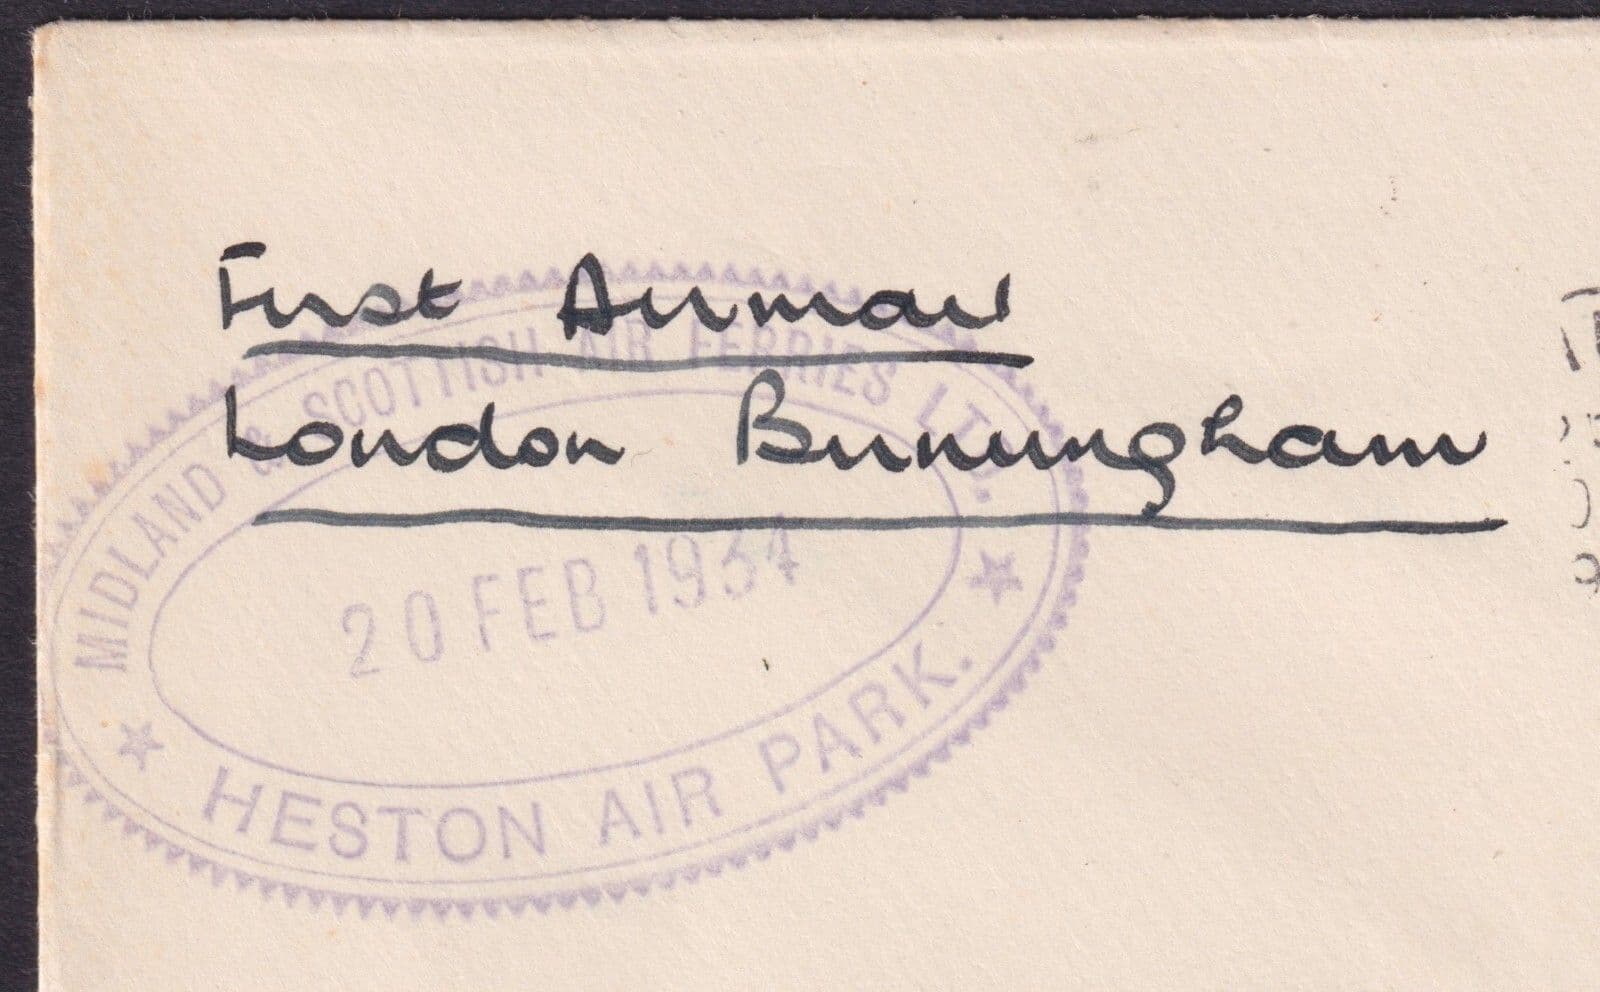 First Airmail
London Birmingham
MIDLAND & SCOTTISH AIR FERRIES LTD.
20 FEB 1934
HESTON AIR PARK.